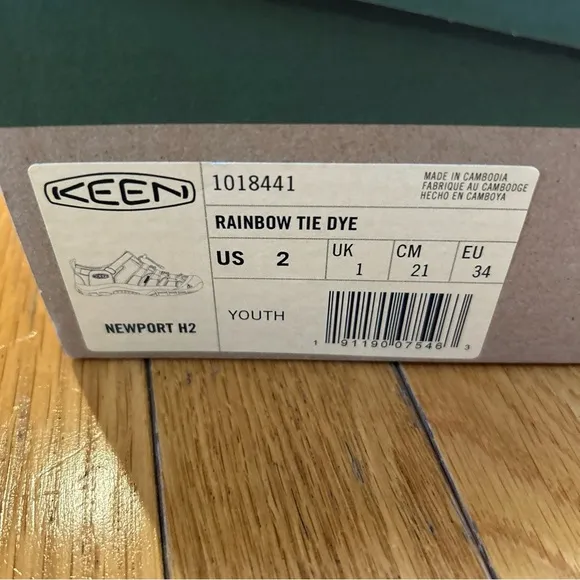 KEEN
1018441
MADE IN CAMBODIA
FABRIQUE AU CAMBODGE
HECHO EN CAMBOYA
RAINBOW TIE DYE
US 2
UK 1
CM 21
EU 34
NEWPORT H2
YOUTH
1 91190 07546 3